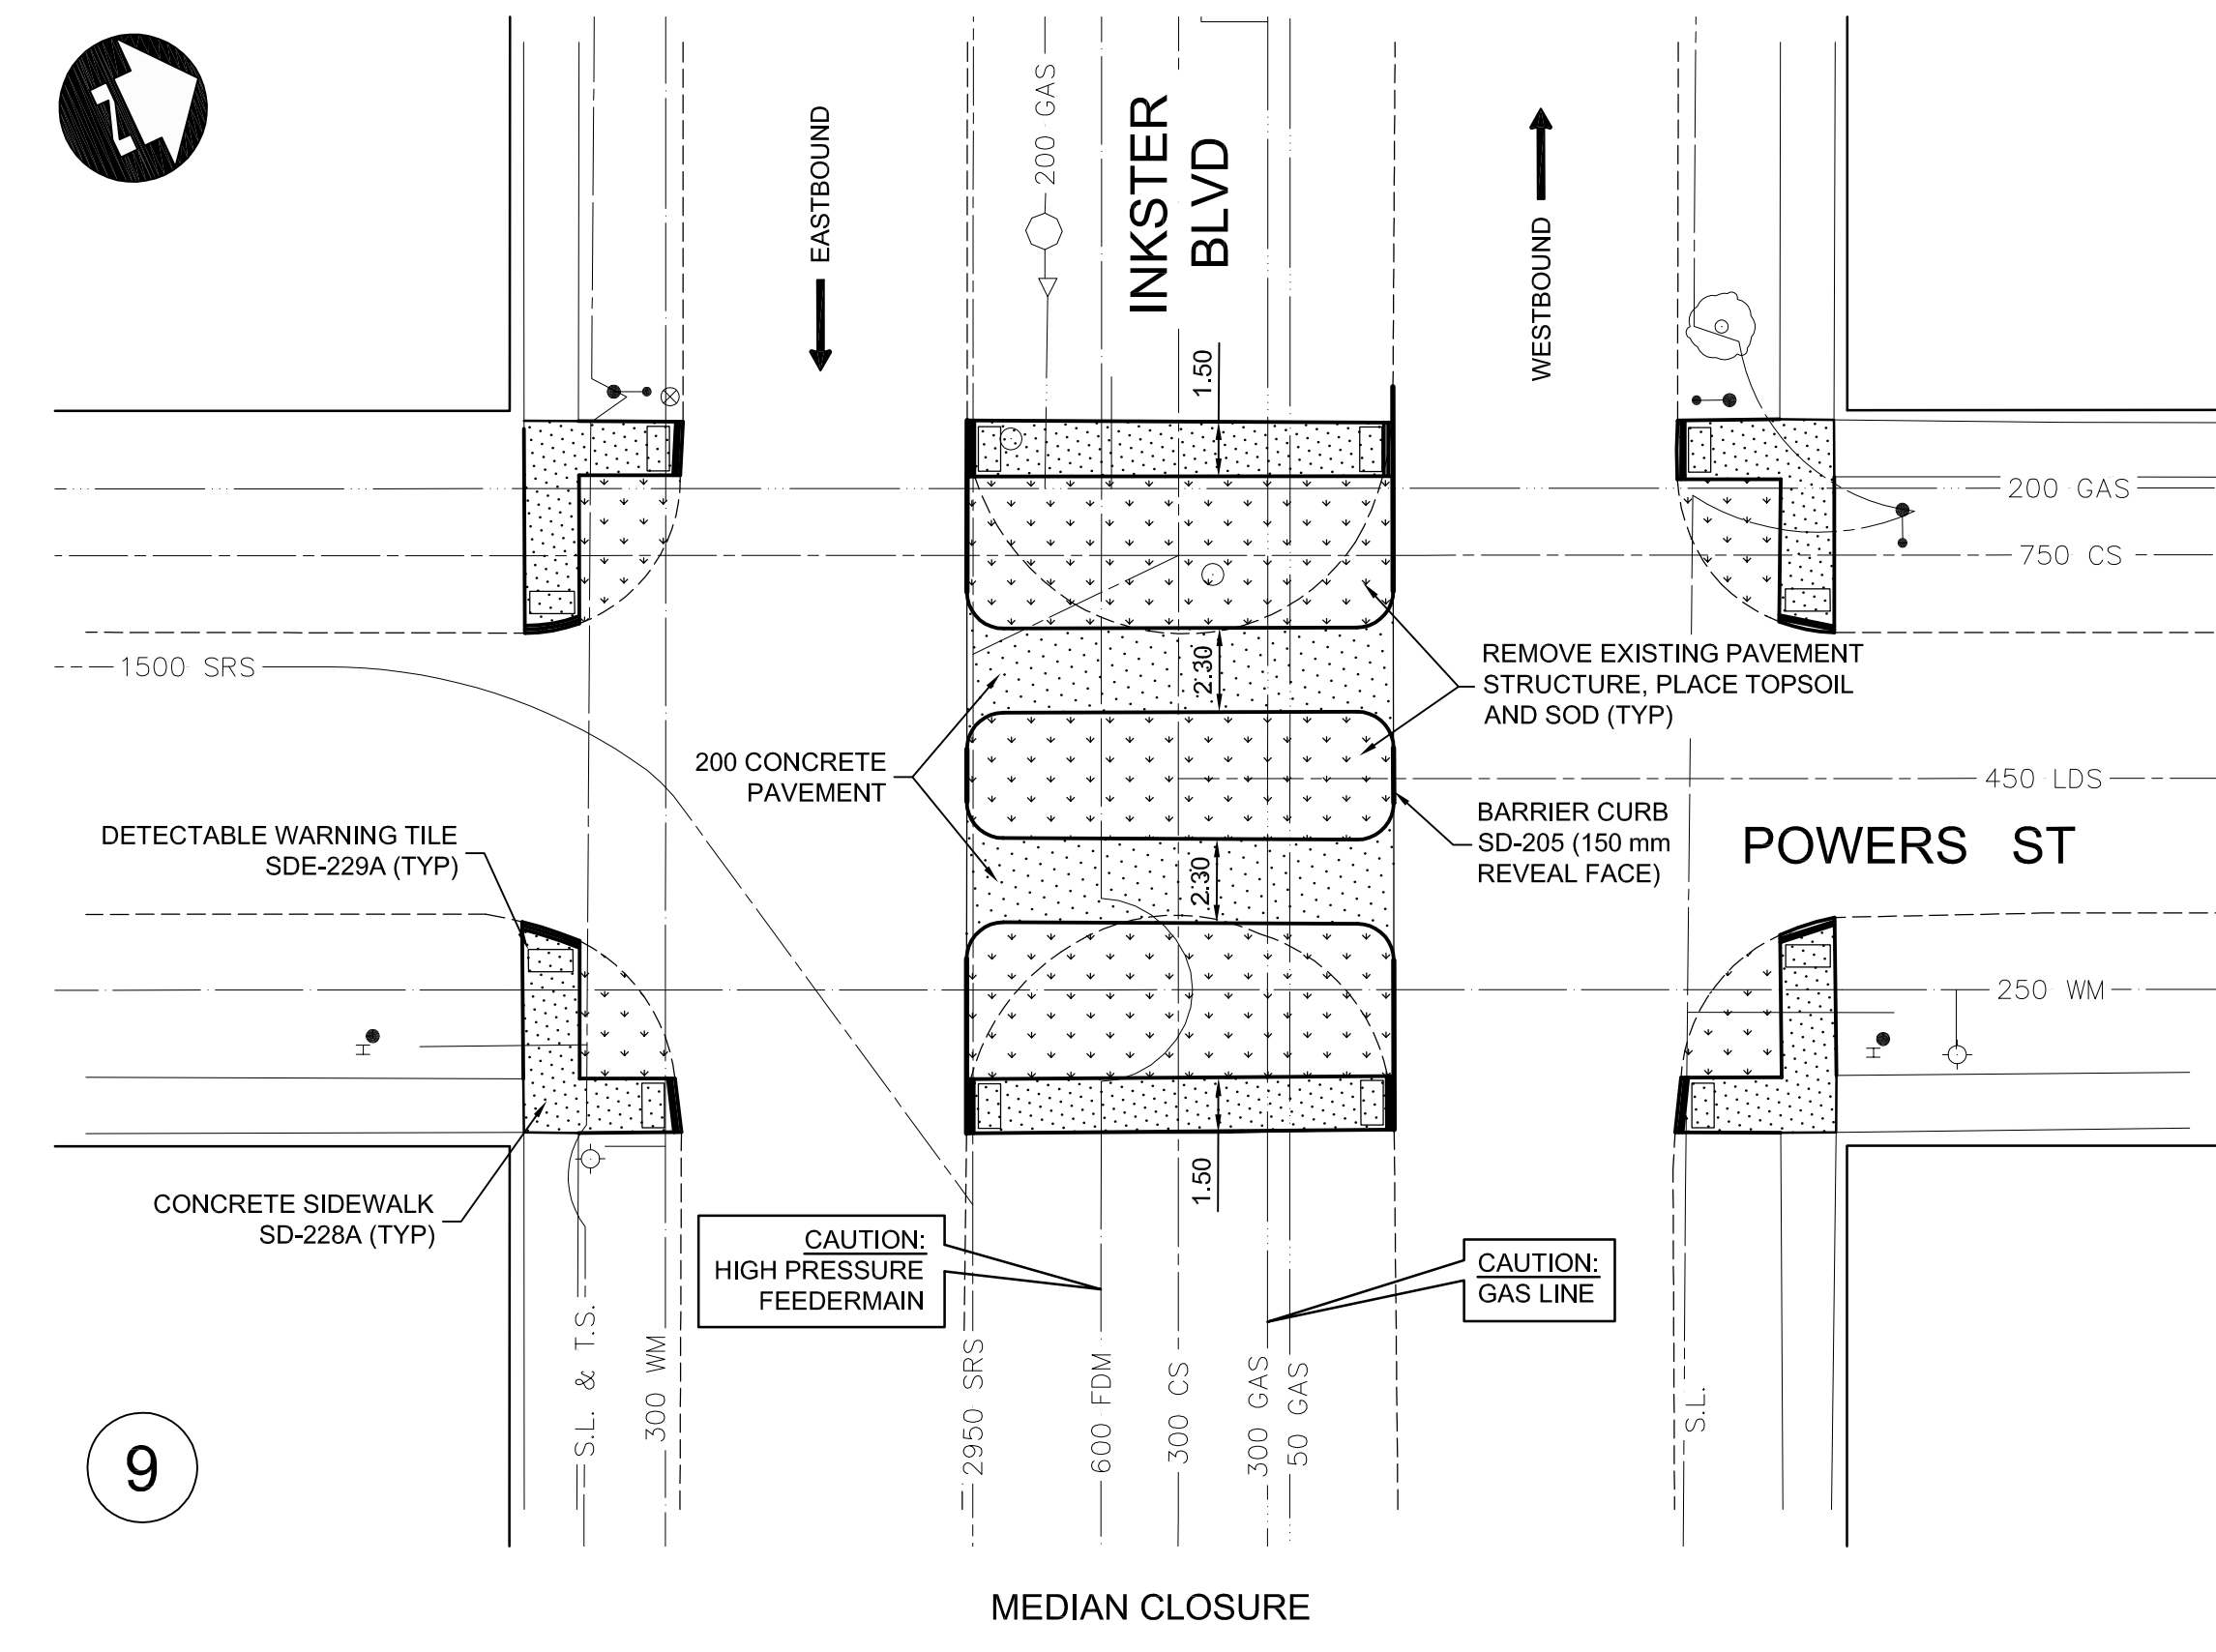 N
EASTBOUND
200 GAS
INKSTER
BLVD
WESTBOUND
1.50
200 GAS
750 CS
1500 SRS
2.30
REMOVE EXISTING PAVEMENT
STRUCTURE, PLACE TOPSOIL
AND SOD (TYP)
200 CONCRETE
PAVEMENT
450 LDS
BARRIER CURB
SD-205 (150 mm
REVEAL FACE)
POWERS ST
DETECTABLE WARNING TILE
SDE-229A (TYP)
2.30
250 WM
H
H
1.50
CONCRETE SIDEWALK
SD-228A (TYP)
CAUTION:
HIGH PRESSURE
FEEDERMAIN
CAUTION:
GAS LINE
S.L. & T.S.
300 WM
2950 SRS
600 FDM
300 CS
300 GAS
50 GAS
S.L.
9
MEDIAN CLOSURE